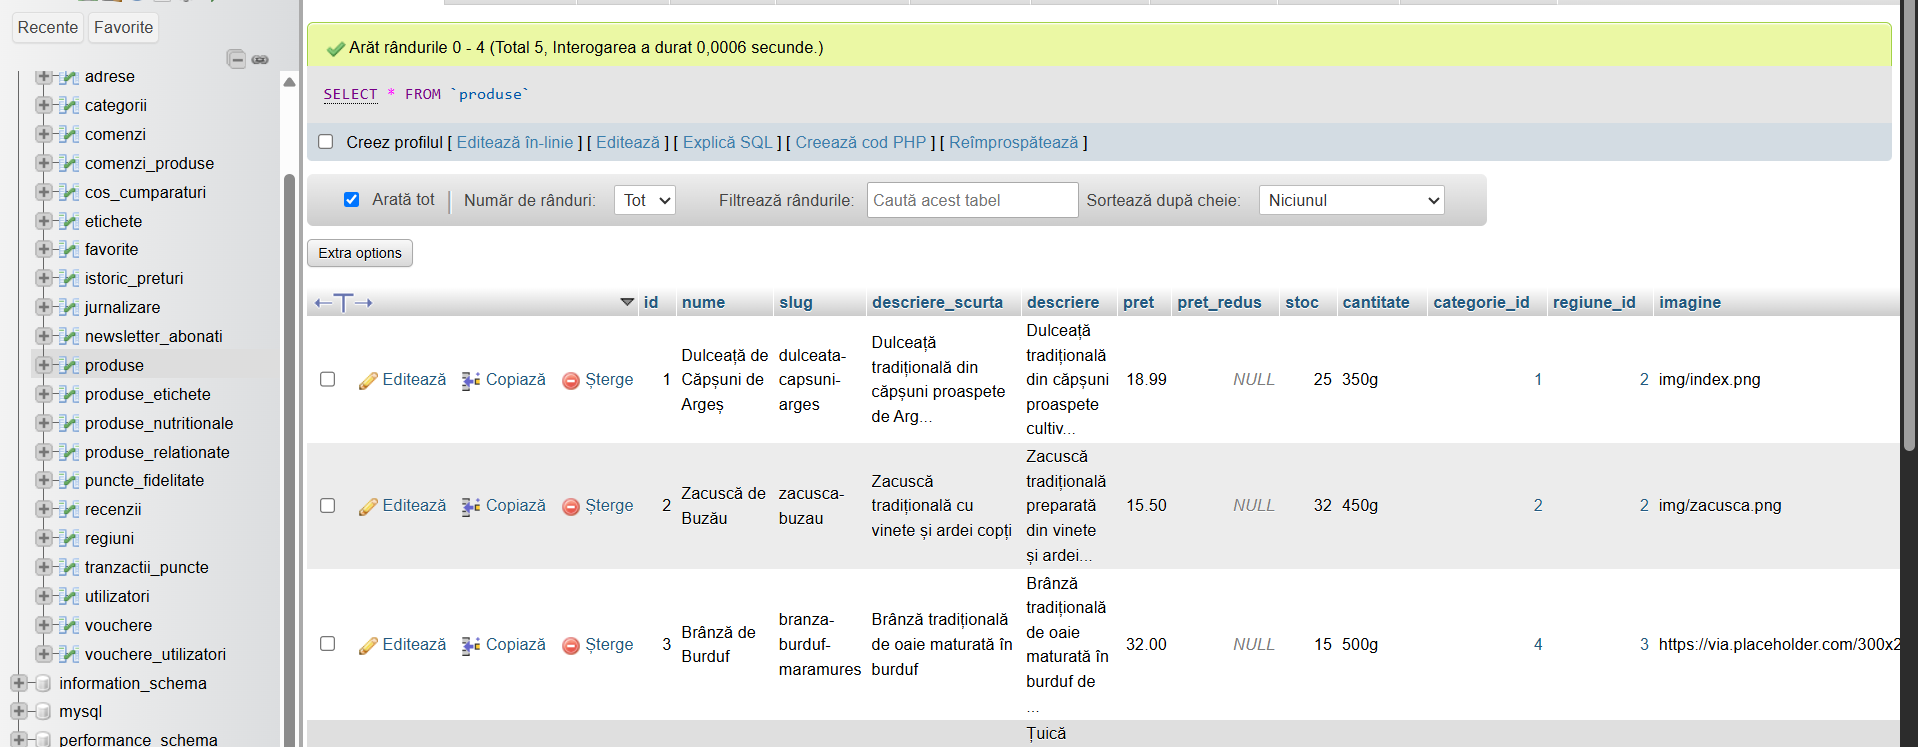 Recente Favorite
adrese
categorii
comenzi
comenzi_produse
cos_cumparaturi
etichete
favorite
istoric_preturi
jurnalizare
newsletter_abonati
produse
produse_etichete
produse_nutritionale
produse_relationate
puncte_fidelitate
recenzii
regiuni
tranzactii_puncte
utilizatori
vouchere
vouchere_utilizatori
information_schema
mysql
performance_schema
Arăt rândurile 0 - 4 (Total 5, Interogarea a durat 0,0006 secunde.)
SELECT * FROM `produse`
Creez profilul [ Editează în-linie ] [ Editează ] [ Explică SQL ] [ Creează cod PHP ] [ Reîmprospătează ]
Arată tot | Număr de rânduri: Tot Filtrează rândurile: Caută acest tabel Sortează după cheie: Niciunul
Extra options
id nume slug descriere_scurta descriere pret pret_redus stoc cantitate categorie_id regiune_id imagine
Editează Copiază Șterge 1
Dulceață de
Căpșuni de
Argeș
dulceata-
capsuni-
arges
Dulceață
tradițională din
căpșuni proaspete
de Arg...
Dulceață
tradițională
din căpșuni
proaspete
cultiv...
18.99 NULL 25 350g 1 2 img/index.png
Editează Copiază Șterge 2
Zacuscă de
Buzău
zacusca-
buzau
Zacuscă
tradițională cu
vinete și ardei copți
Zacuscă
tradițională
preparată
din vinete
și ardei...
15.50 NULL 32 450g 2 2 img/zacusca.png
Editează Copiază Șterge 3
Brânză de
Burduf
branza-
burduf-
maramures
Brânză tradițională
de oaie maturată în
burduf
Brânză
tradițională
de oaie
maturată în
burduf de
...
32.00 NULL 15 500g 4 3 https://via.placeholder.com/300x2
Țuică